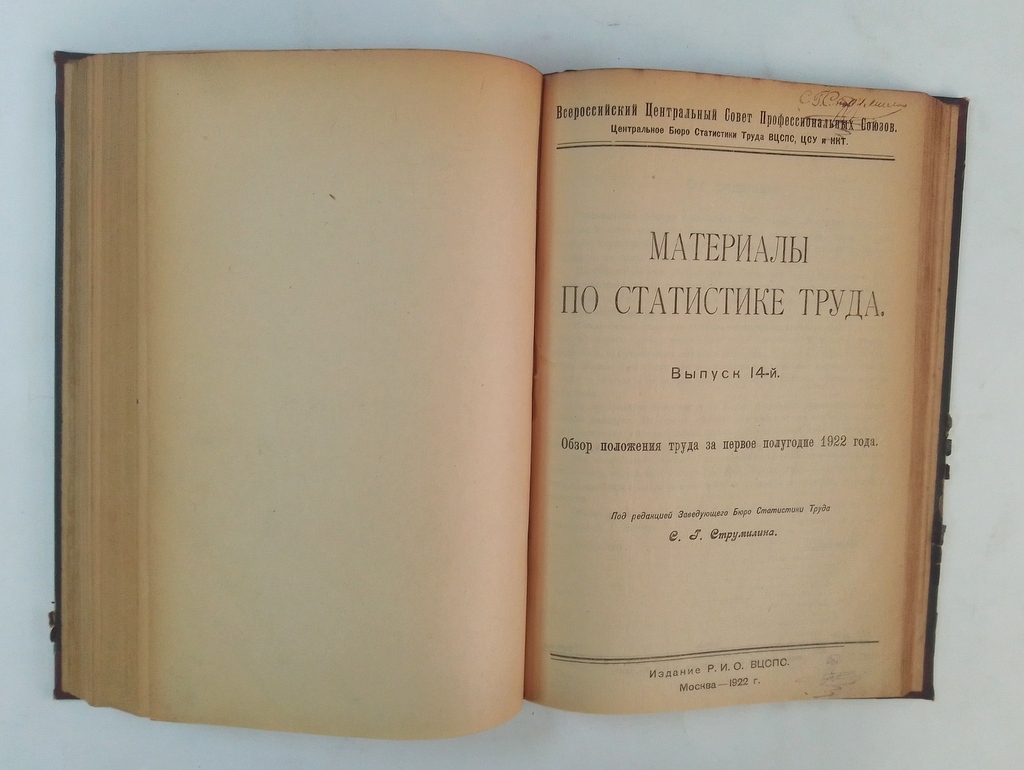 Всероссийский Центральный Совет Профессиональных Союзов.
Центральное Бюро Статистики Труда ВЦСПС, ЦСУ и НКТ.
МАТЕРИАЛЫ
ПО СТАТИСТИКЕ ТРУДА.
Выпуск 14-й.
Обзор положения труда за первое полугодие 1922 года.
Под редакцией Заведующего Бюро Статистики Труда
С. Г. Струмилина.
Издание Р. И. О. ВЦСПС.
Москва—1922 г.